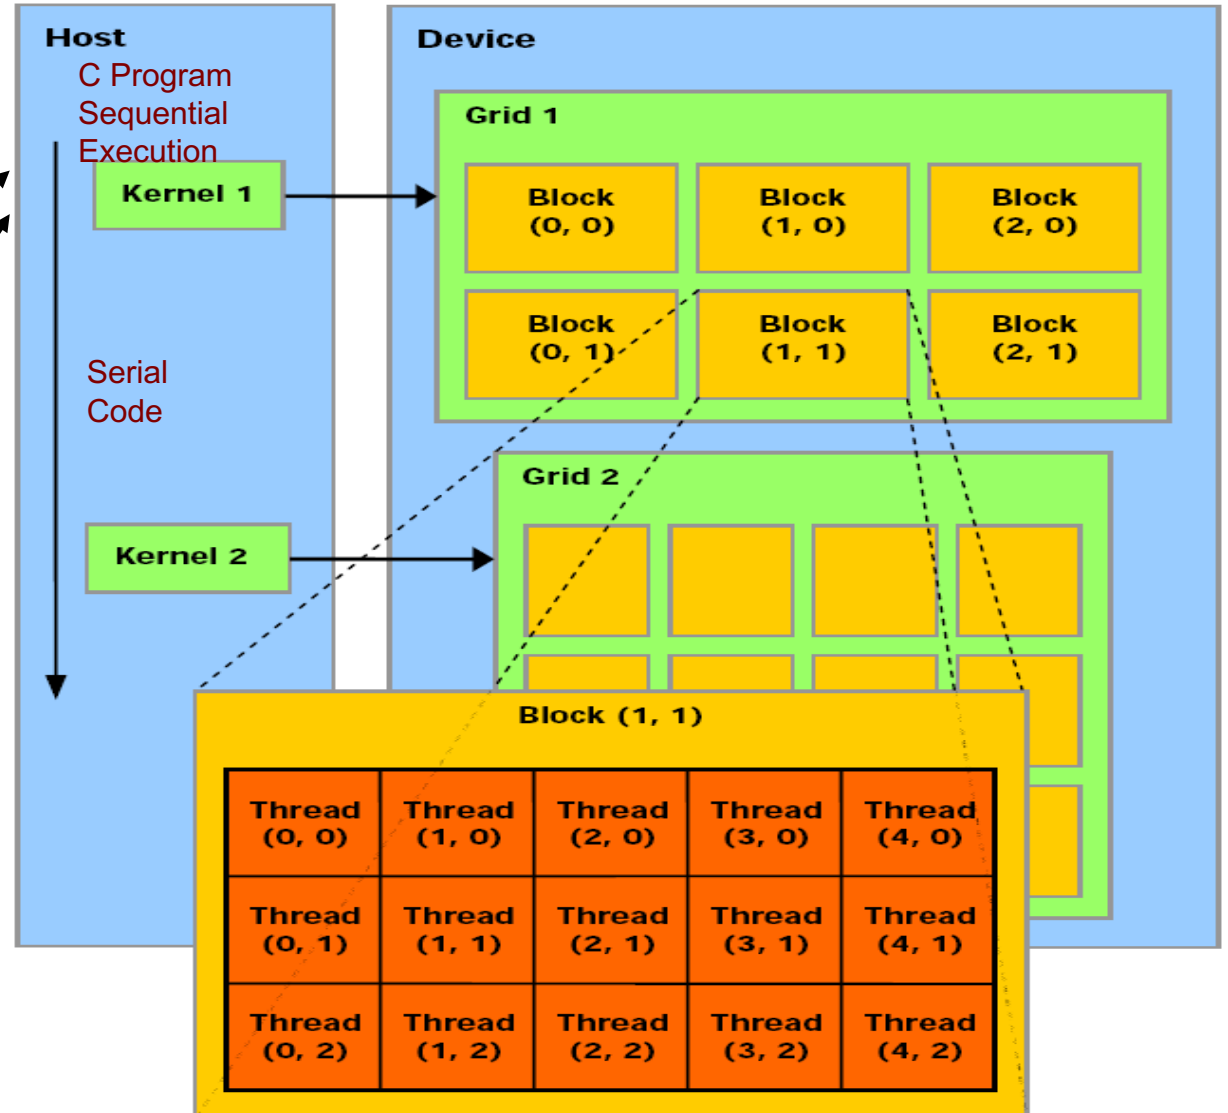 Host
C Program
Sequential
Execution
Kernel 1
Serial
Code
Kernel 2
Device
Grid 1
Block
(0, 0)
Block
(1, 0)
Block
(2, 0)
Block
(0, 1)
Block
(1, 1)
Block
(2, 1)
Grid 2
Block (1, 1)
Thread
(0, 0)
Thread
(1, 0)
Thread
(2, 0)
Thread
(3, 0)
Thread
(4, 0)
Thread
(0, 1)
Thread
(1, 1)
Thread
(2, 1)
Thread
(3, 1)
Thread
(4, 1)
Thread
(0, 2)
Thread
(1, 2)
Thread
(2, 2)
Thread
(3, 2)
Thread
(4, 2)